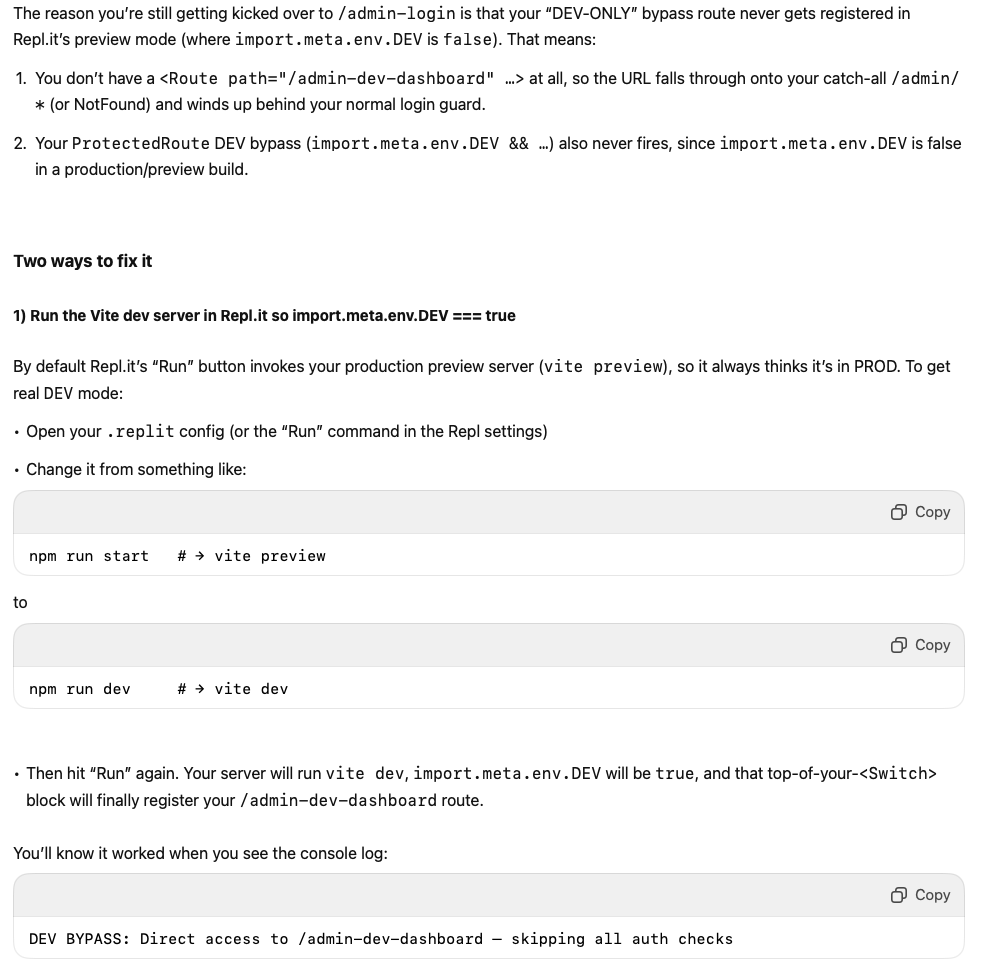 The reason you’re still getting kicked over to /admin-login is that your “DEV-ONLY” bypass route never gets registered in
Repl.it’s preview mode (where import.meta.env.DEV is false). That means:
1. You don’t have a <Route path="/admin-dev-dashboard" …> at all, so the URL falls through onto your catch-all /admin/
* (or NotFound) and winds up behind your normal login guard.
2. Your ProtectedRoute DEV bypass (import.meta.env.DEV && …) also never fires, since import.meta.env.DEV is false
in a production/preview build.
Two ways to fix it
1) Run the Vite dev server in Repl.it so import.meta.env.DEV === true
By default Repl.it’s “Run” button invokes your production preview server (vite preview), so it always thinks it’s in PROD. To get
real DEV mode:
• Open your .replit config (or the “Run” command in the Repl settings)
• Change it from something like:
Copy
npm run start   # → vite preview
to
Copy
npm run dev     # → vite dev
• Then hit “Run” again. Your server will run vite dev, import.meta.env.DEV will be true, and that top-of-your-<Switch>
block will finally register your /admin-dev-dashboard route.
You’ll know it worked when you see the console log:
Copy
DEV BYPASS: Direct access to /admin-dev-dashboard — skipping all auth checks